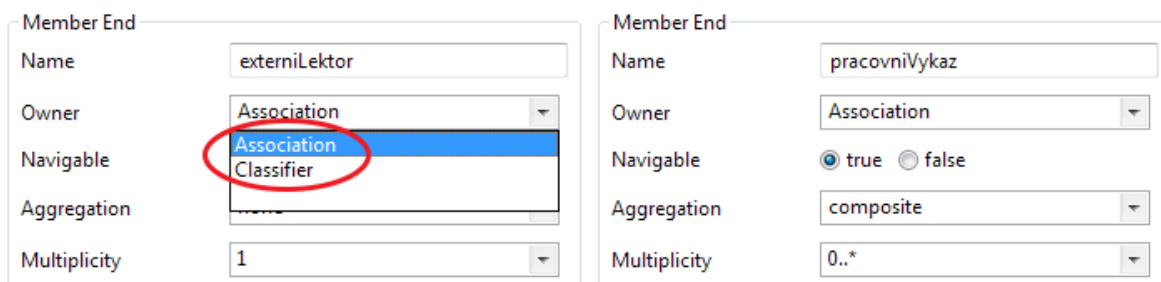 Member End
Name externiLektor
Owner Association
Association
Classifier
Navigable
Aggregation
Multiplicity 1
Member End
Name pracovniVykaz
Owner Association
Navigable true false
Aggregation composite
Multiplicity 0..*